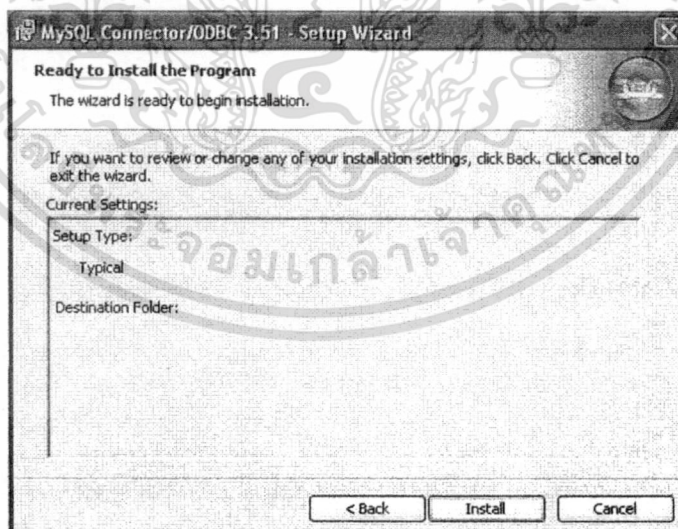 MySQL Connector/ODBC 3.51 - Setup Wizard
Ready to Install the Program
The wizard is ready to begin installation.
If you want to review or change any of your installation settings, click Back. Click Cancel to
exit the wizard.
Current Settings:
Setup Type:
Typical
Destination Folder:
จอมเกล้าเจ้าคุณ
< Back
Install
Cancel